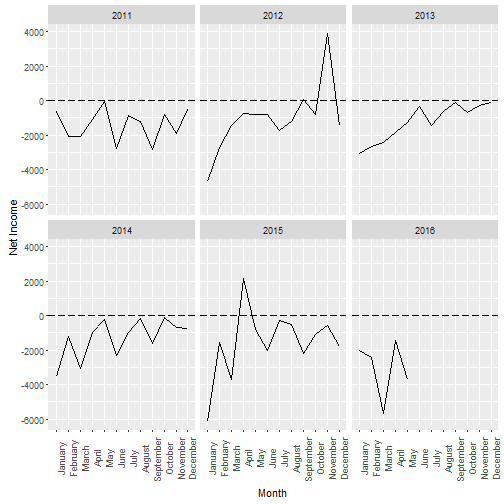 2011
2012
2013
4000
2000
0
-2000
-4000
-6000
Net Income
2014
2015
2016
4000
2000
0
-2000
-4000
-6000
January
February
March
April
May
June
July
August
September
October
November
December
January
February
March
April
May
June
July
August
September
October
November
December
January
February
March
April
May
June
July
August
September
October
November
December
Month